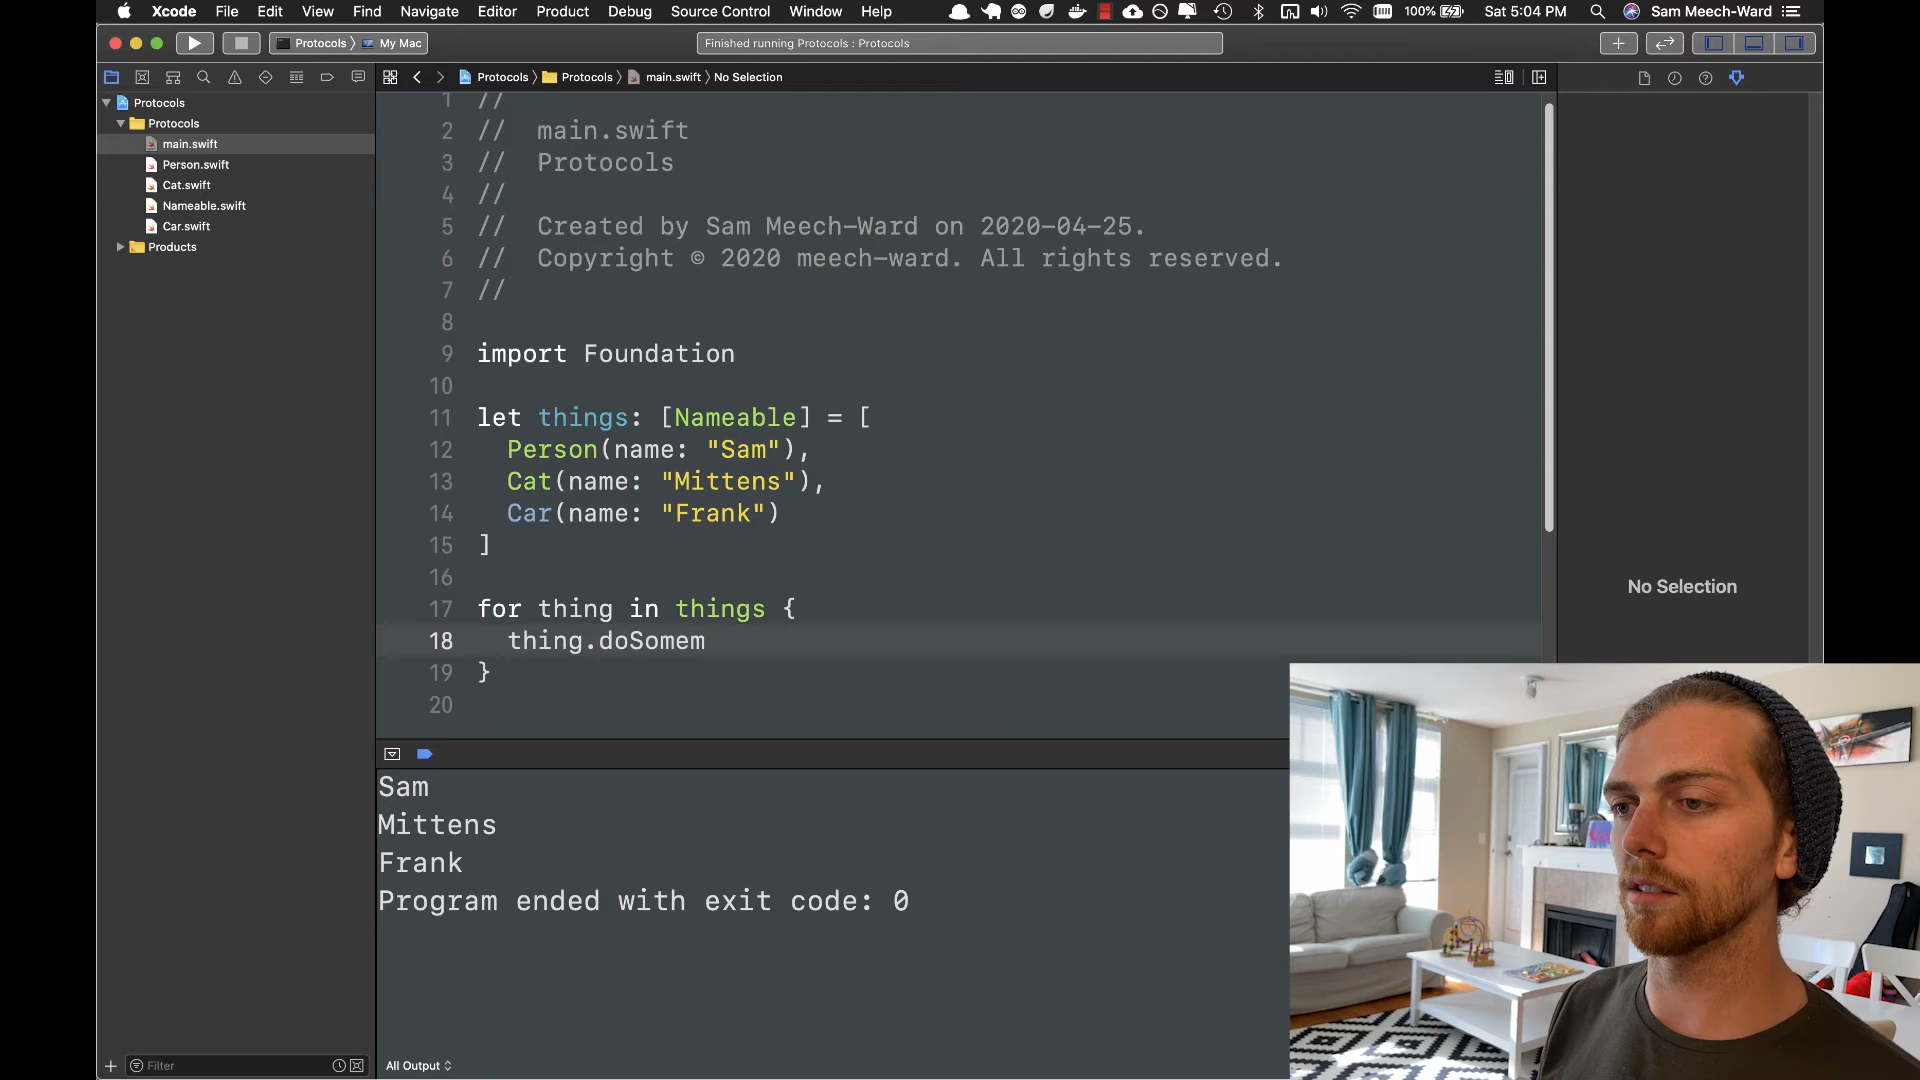 Xcode File Edit View Find Navigate Editor Product Debug Source Control Window Help 100% Sat 5:04 PM Sam Meech-Ward
Protocols My Mac Finished running Protocols : Protocols
Protocols Protocols main.swift No Selection
Protocols
Protocols
main.swift
Person.swift
Cat.swift
Nameable.swift
Car.swift
Products
Filter
1 //
2 // main.swift
3 // Protocols
4 //
5 // Created by Sam Meech-Ward on 2020-04-25.
6 // Copyright © 2020 meech-ward. All rights reserved.
7 //
8
9 import Foundation
10
11 let things: [Nameable] = [
12 Person(name: "Sam"),
13 Cat(name: "Mittens"),
14 Car(name: "Frank")
15 ]
16
17 for thing in things {
18 thing.doSomem
19 }
20
No Selection
Sam
Mittens
Frank
Program ended with exit code: 0
All Output